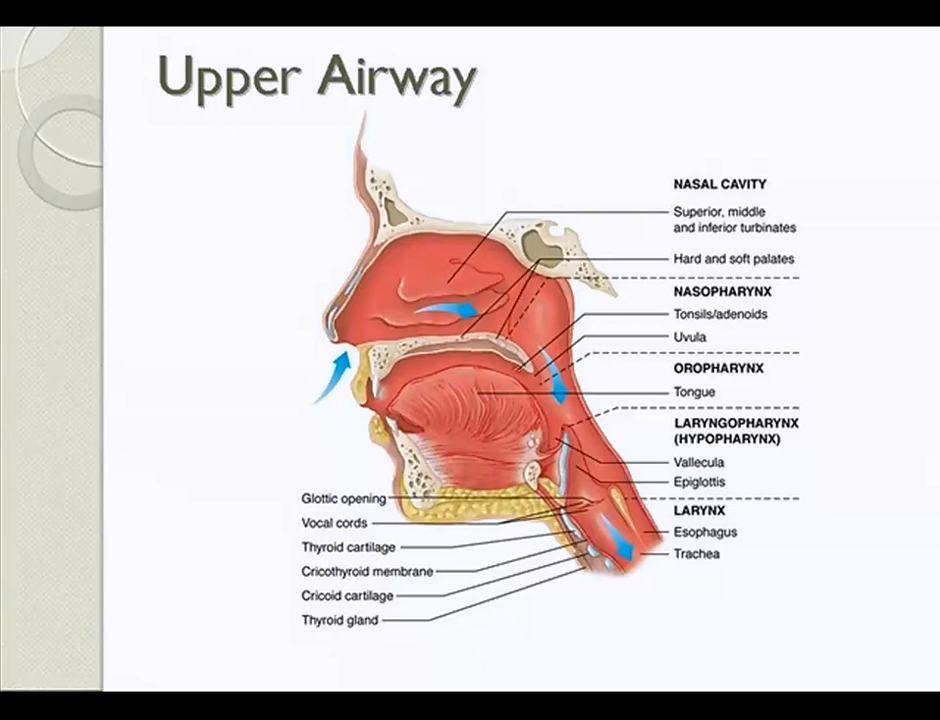 Upper Airway
NASAL CAVITY
Superior, middle
and inferior turbinates
Hard and soft palates
NASOPHARYNX
Tonsils/adenoids
Uvula
OROPHARYNX
Tongue
LARYNGOPHARYNX
(HYPOPHARYNX)
Vallecula
Epiglottis
LARYNX
Esophagus
Trachea
Glottic opening
Vocal cords
Thyroid cartilage
Cricothyroid membrane
Cricoid cartilage
Thyroid gland